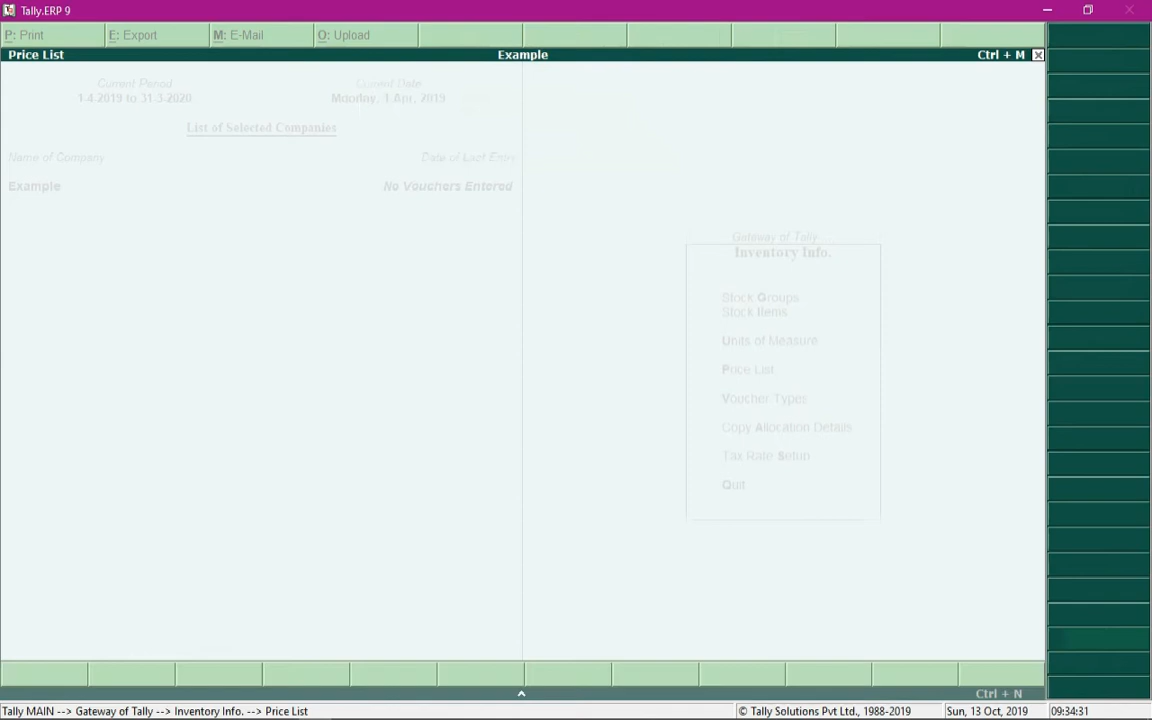 Tally.ERP 9
P: Print E: Export M: E-Mail O: Upload
Price List Example Ctrl + M
Current Period Current Date
1-4-2019 to 31-3-2020 Monday, 1 Apr, 2019
List of Selected Companies
Name of Company Date of Last Entry
Example No Vouchers Entered
Gateway of Tally ....
Inventory Info.
Stock Groups
Stock Items
Units of Measure
Price List
Voucher Types
Copy Allocation Details
Tax Rate Setup
Quit
Ctrl + N
Tally MAIN --> Gateway of Tally --> Inventory Info. --> Price List © Tally Solutions Pvt Ltd., 1988-2019 Sun, 13 Oct, 2019 09:34:31